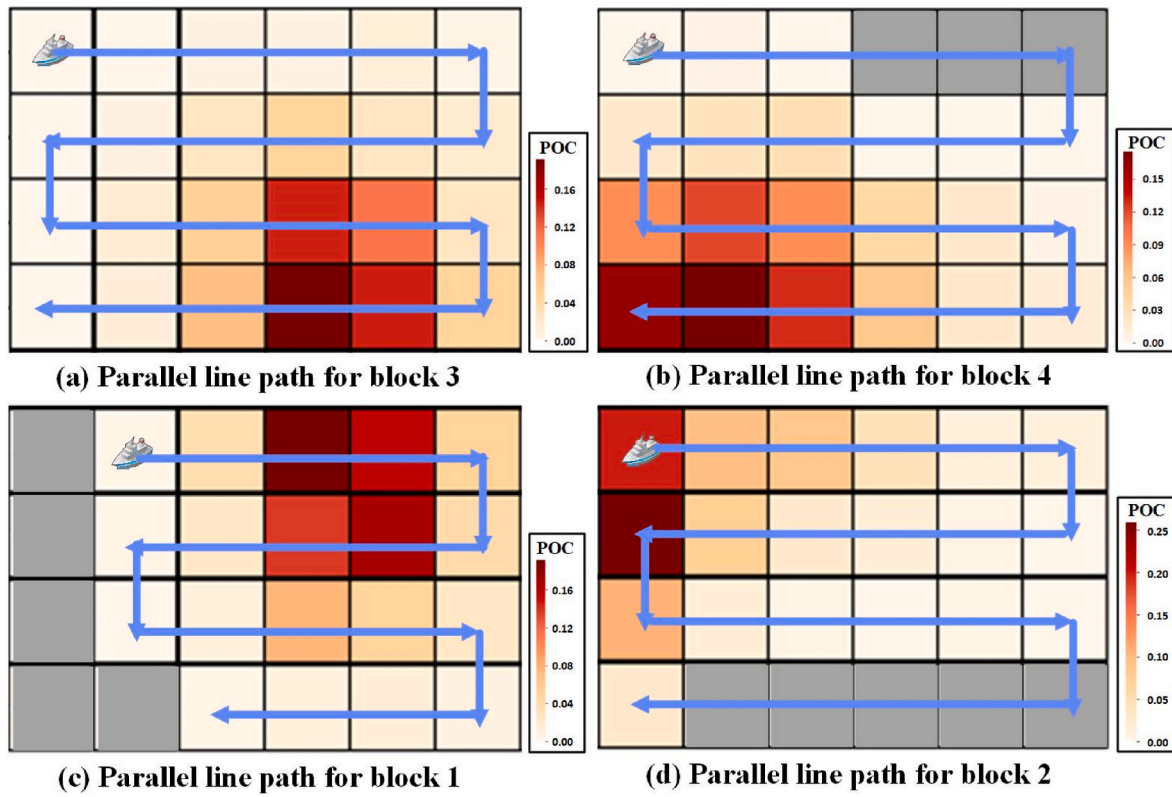 POC
0.16
0.12
0.08
0.04
0.00
(a) Parallel line path for block 3
POC
0.15
0.12
0.09
0.06
0.03
0.00
(b) Parallel line path for block 4
POC
0.16
0.12
0.08
0.04
0.00
(c) Parallel line path for block 1
POC
0.25
0.20
0.15
0.10
0.05
0.00
(d) Parallel line path for block 2